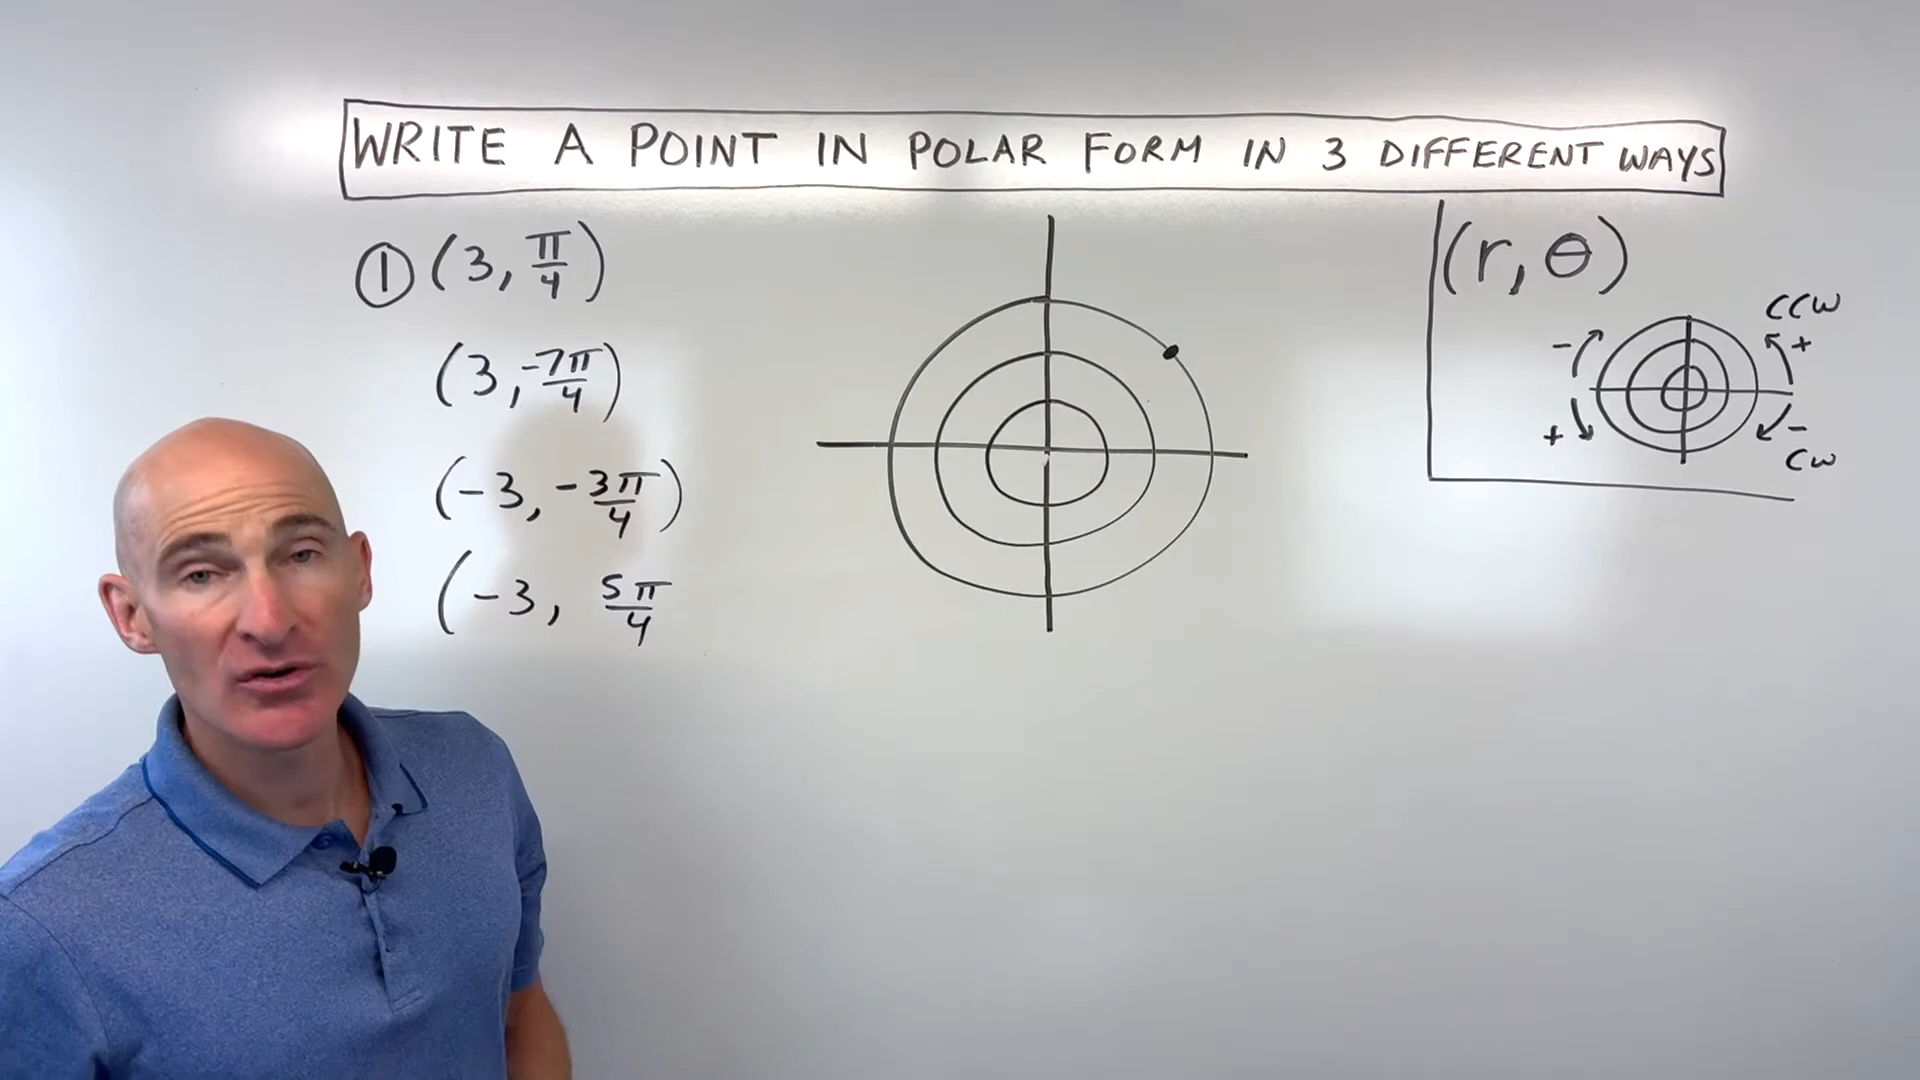 WRITE A POINT IN POLAR FORM IN 3 DIFFERENT WAYS
① (3, π/4)
(3, -7π/4)
(-3, -3π/4)
(-3, 5π/4
(r, θ)
CCW
- +
+ -
CW